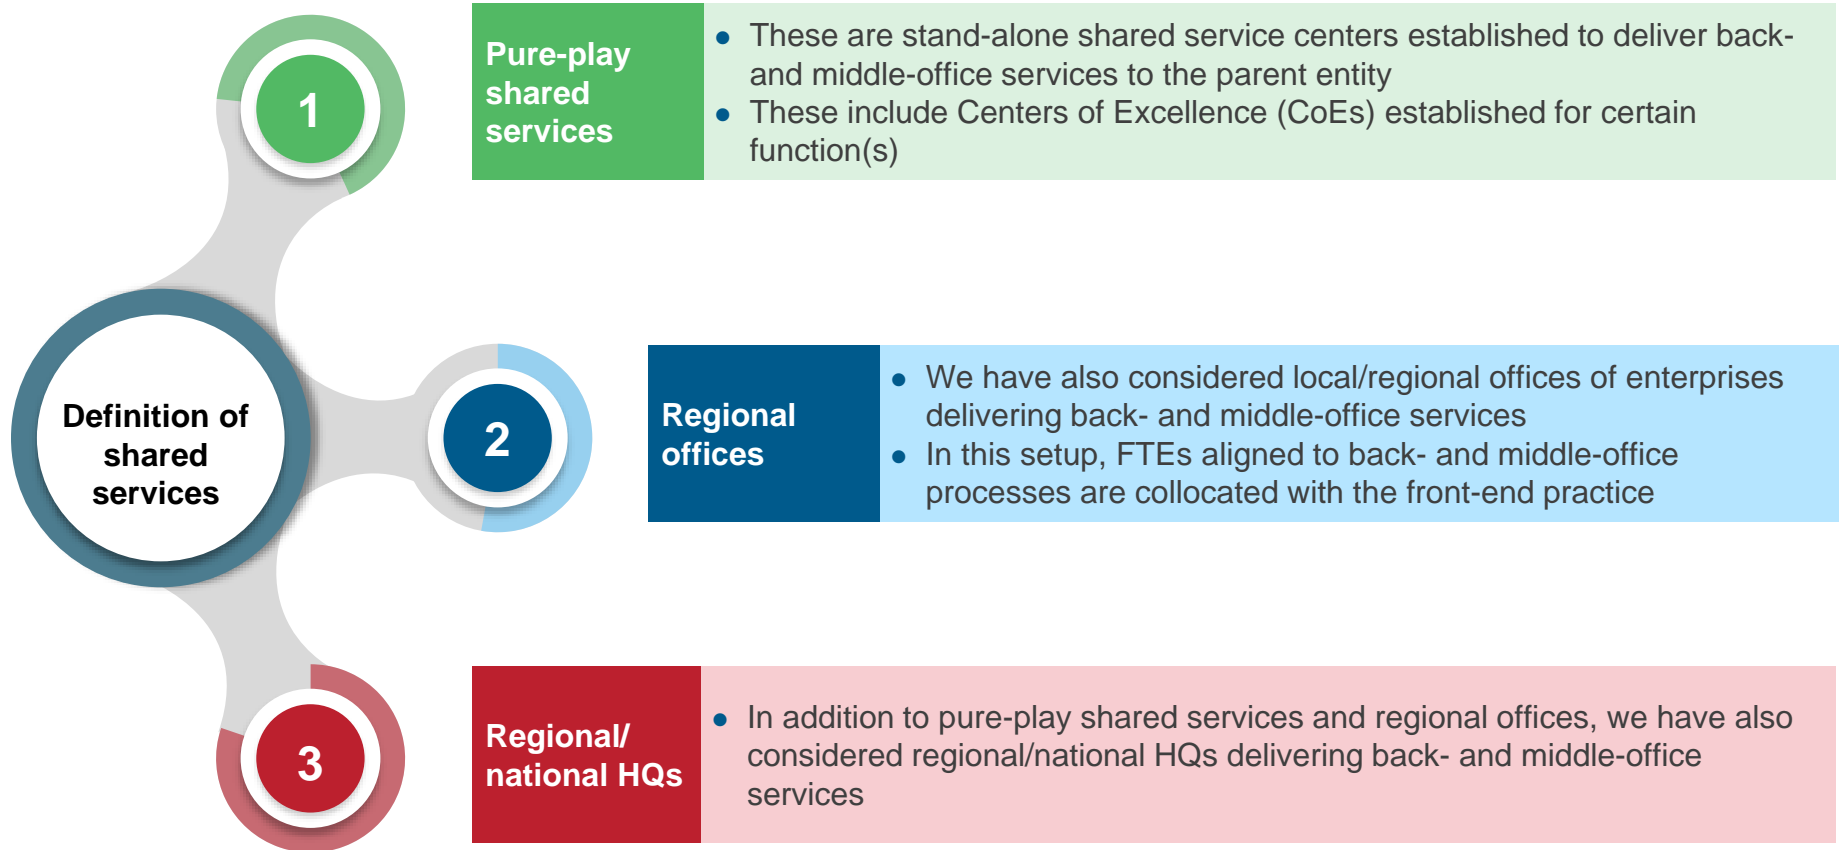 1
Pure-play
shared
services
● These are stand-alone shared service centers established to deliver back-
and middle-office services to the parent entity
● These include Centers of Excellence (CoEs) established for certain
function(s)
Definition of
shared
services
2
Regional
offices
● We have also considered local/regional offices of enterprises
delivering back- and middle-office services
● In this setup, FTEs aligned to back- and middle-office
processes are collocated with the front-end practice
3
Regional/
national HQs
● In addition to pure-play shared services and regional offices, we have also
considered regional/national HQs delivering back- and middle-office
services